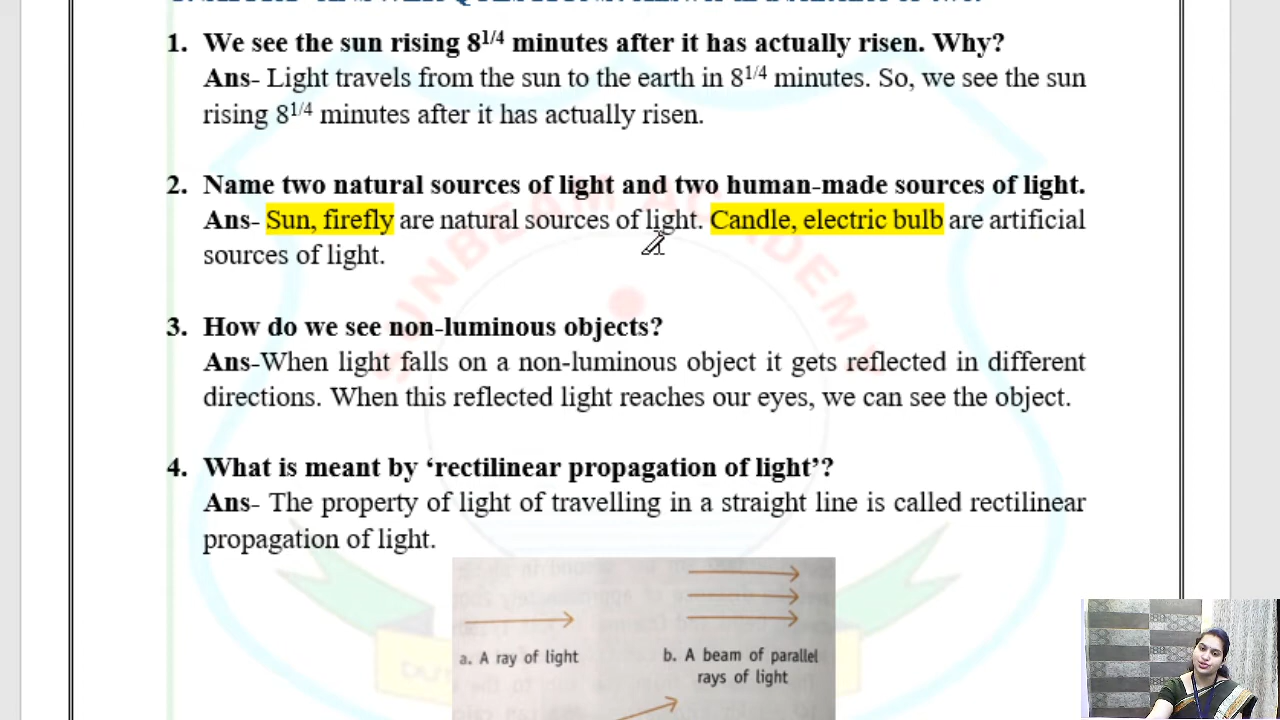 1. We see the sun rising 8^1/4 minutes after it has actually risen. Why?
Ans- Light travels from the sun to the earth in 8^1/4 minutes. So, we see the sun
rising 8^1/4 minutes after it has actually risen.
2. Name two natural sources of light and two human-made sources of light.
Ans- Sun, firefly are natural sources of light. Candle, electric bulb are artificial
sources of light.
3. How do we see non-luminous objects?
Ans-When light falls on a non-luminous object it gets reflected in different
directions. When this reflected light reaches our eyes, we can see the object.
4. What is meant by ‘rectilinear propagation of light’?
Ans- The property of light of travelling in a straight line is called rectilinear
propagation of light.
a. A ray of light
b. A beam of parallel
rays of light
SUNBEAM ACADEMY